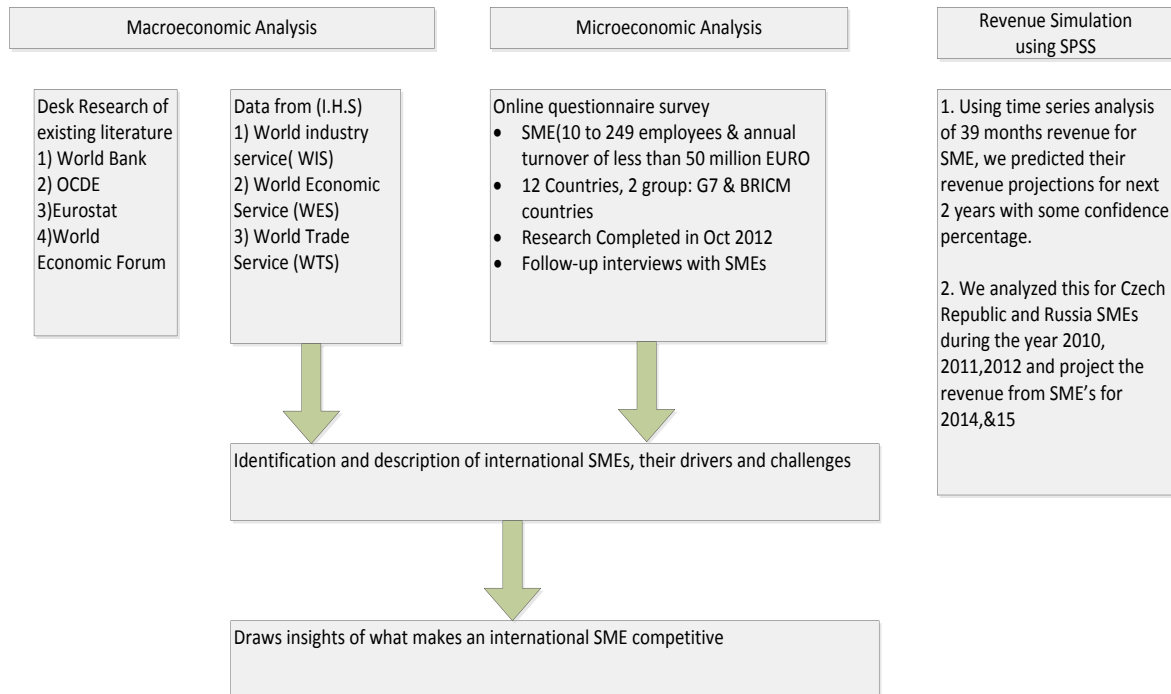 Macroeconomic Analysis
Microeconomic Analysis
Revenue Simulation
using SPSS
Desk Research of
existing literature
1) World Bank
2) OCDE
3)Eurostat
4)World
Economic Forum
Data from (I.H.S)
1) World industry
service( WIS)
2) World Economic
Service (WES)
3) World Trade
Service (WTS)
Online questionnaire survey
• SME(10 to 249 employees & annual
turnover of less than 50 million EURO
• 12 Countries, 2 group: G7 & BRICM
countries
• Research Completed in Oct 2012
• Follow-up interviews with SMEs
1. Using time series analysis
of 39 months revenue for
SME, we predicted their
revenue projections for next
2 years with some confidence
percentage.
2. We analyzed this for Czech
Republic and Russia SMEs
during the year 2010,
2011,2012 and project the
revenue from SME’s for
2014,&15
Identification and description of international SMEs, their drivers and challenges
Draws insights of what makes an international SME competitive